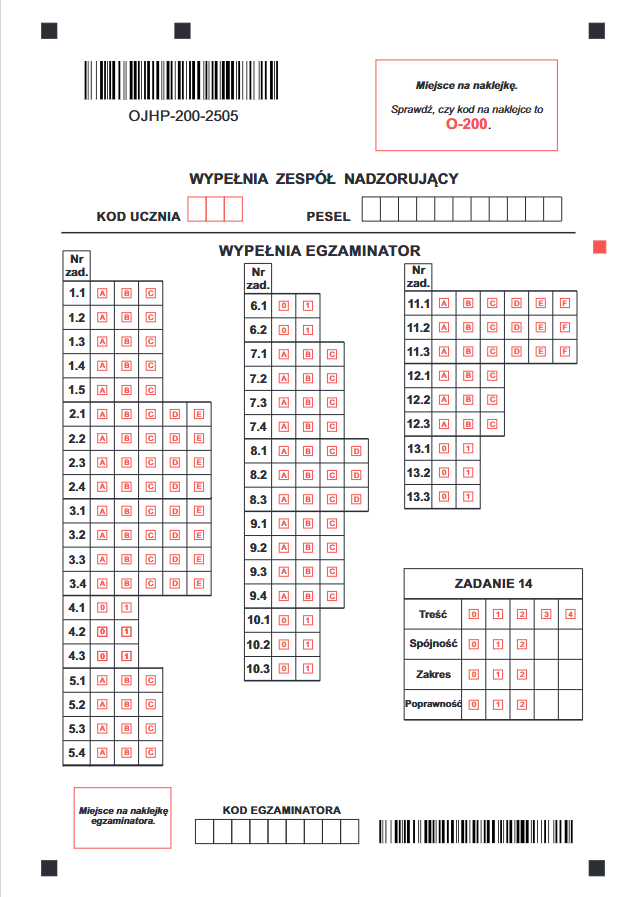 OJHP-200-2505
Miejsce na naklejkę.
Sprawdź, czy kod na naklejce to
O-200.
WYPEŁNIA ZESPÓŁ NADZORUJĄCY
KOD UCZNIA
PESEL
WYPEŁNIA EGZAMINATOR
Nr
zad.
1.1 A B C
1.2 A B C
1.3 A B C
1.4 A B C
1.5 A B C
2.1 A B C D E
2.2 A B C D E
2.3 A B C D E
2.4 A B C D E
3.1 A B C D E
3.2 A B C D E
3.3 A B C D E
3.4 A B C D E
4.1 0 1
4.2 0 1
4.3 0 1
5.1 A B C
5.2 A B C
5.3 A B C
5.4 A B C
Nr
zad.
6.1 0 1
6.2 0 1
7.1 A B C
7.2 A B C
7.3 A B C
7.4 A B C
8.1 A B C D
8.2 A B C D
8.3 A B C D
9.1 A B C
9.2 A B C
9.3 A B C
9.4 A B C
10.1 0 1
10.2 0 1
10.3 0 1
Nr
zad.
11.1 A B C D E F
11.2 A B C D E F
11.3 A B C D E F
12.1 A B C
12.2 A B C
12.3 A B C
13.1 0 1
13.2 0 1
13.3 0 1
ZADANIE 14
Treść 0 1 2 3 4
Spójność 0 1 2
Zakres 0 1 2
Poprawność 0 1 2
Miejsce na naklejkę
egzaminatora.
KOD EGZAMINATORA